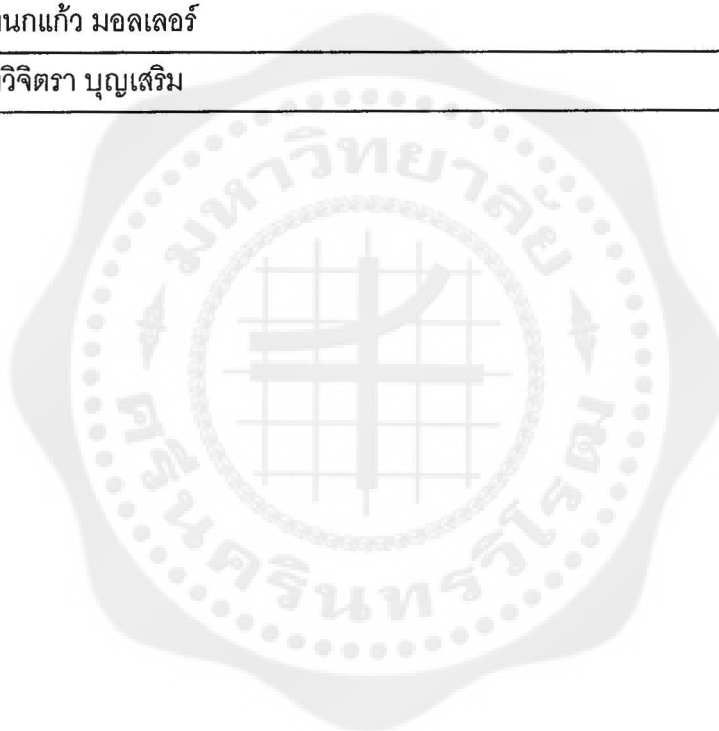 นกแก้ว มอลเลอร์
วิจิตรา บุญเสริม
มหาวิทยาลัย
ศรีนครินทรวิโรฒ